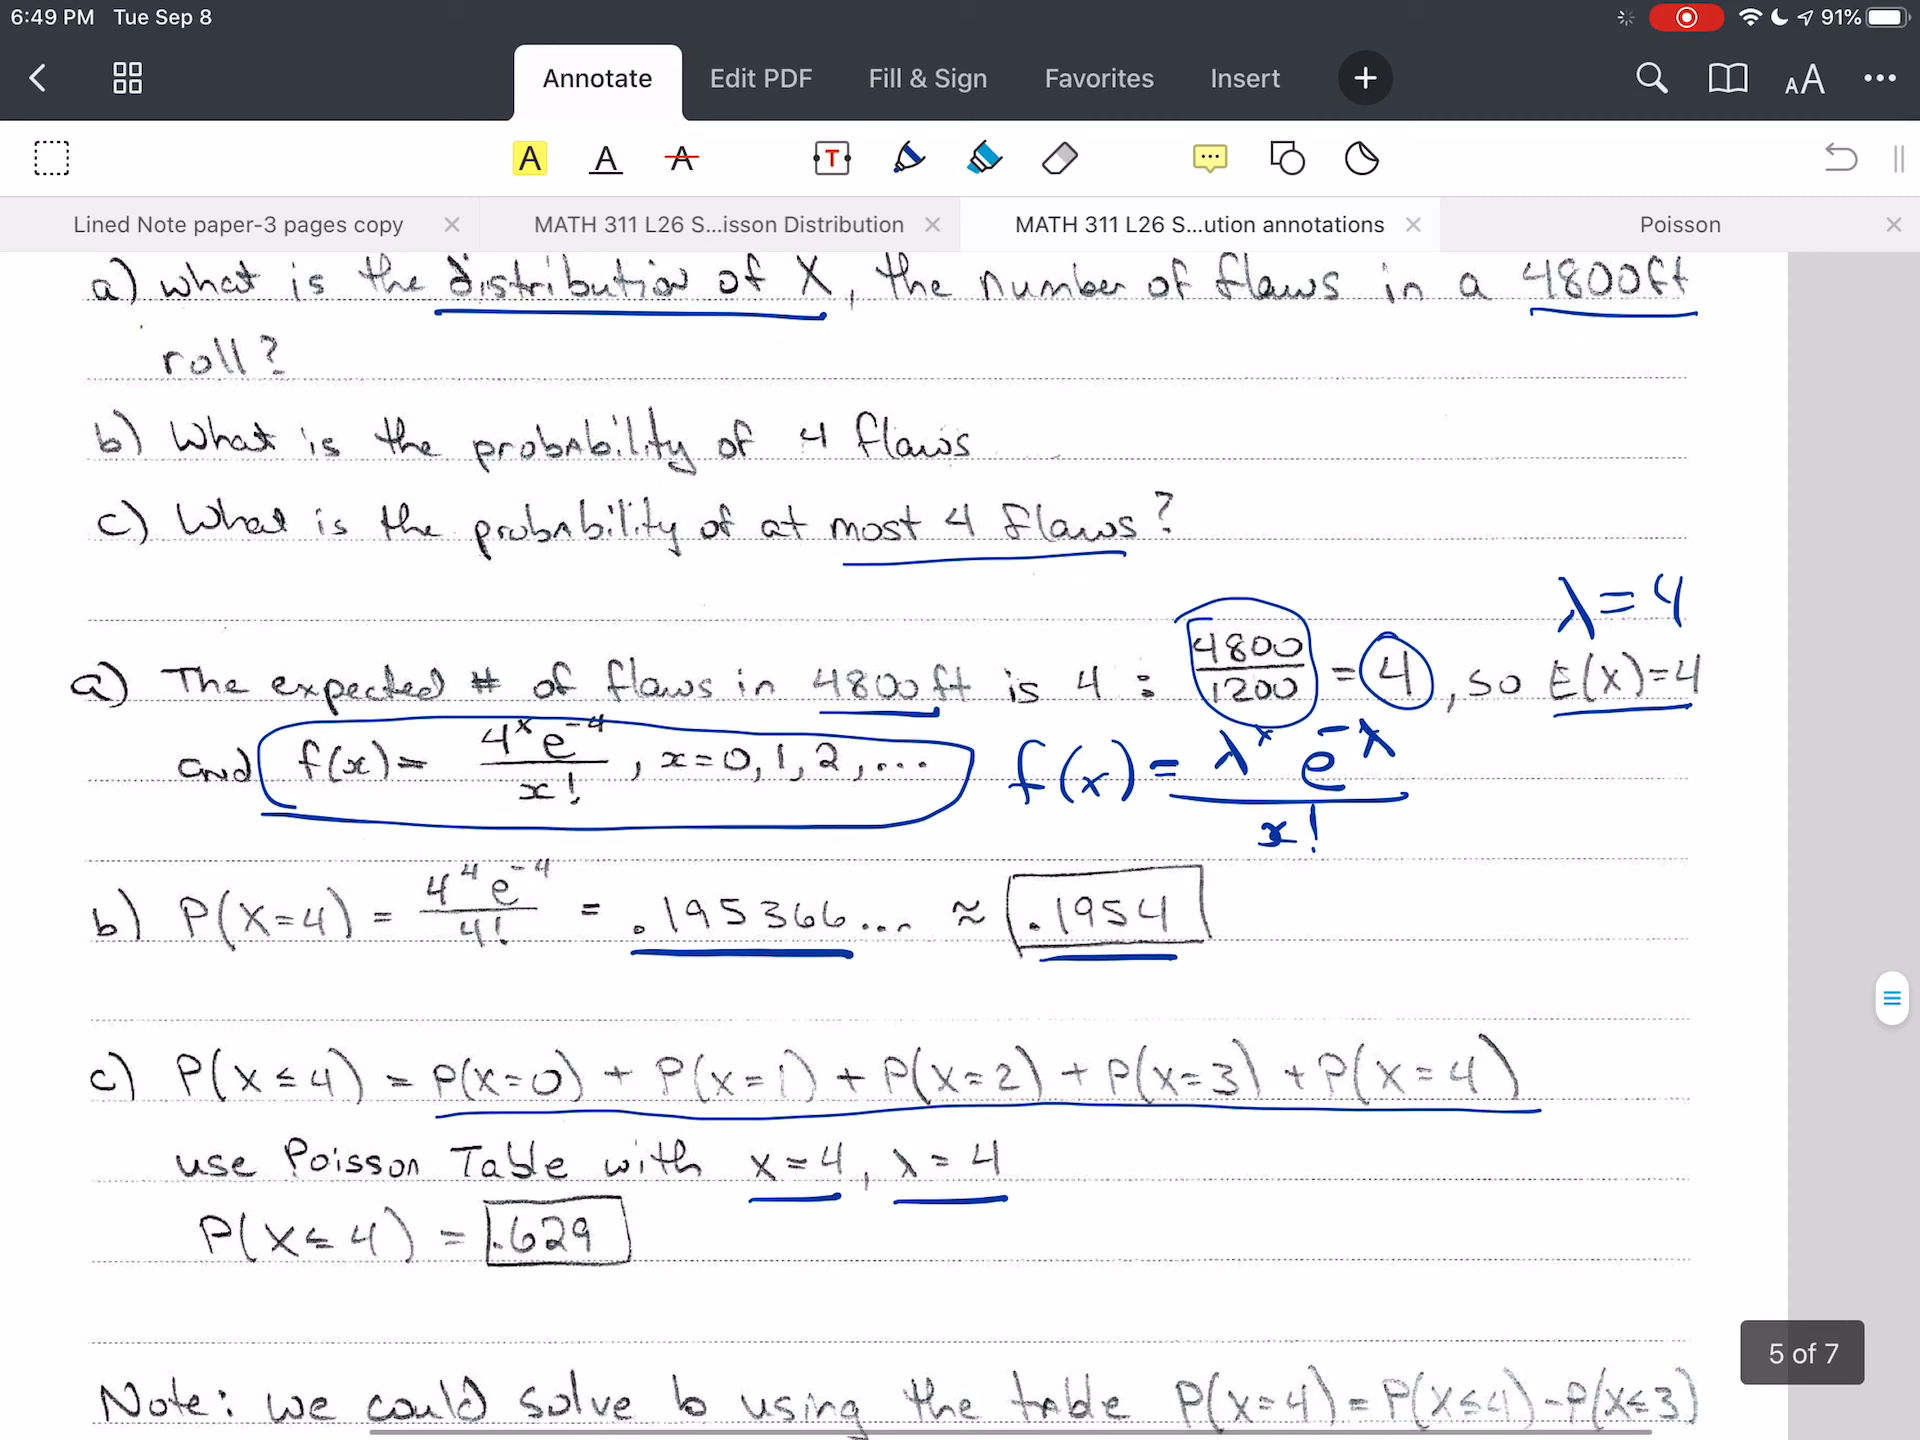 6:49 PM Tue Sep 8
91%
Annotate Edit PDF Fill & Sign Favorites Insert
AA
A A A T
Lined Note paper-3 pages copy MATH 311 L26 S...isson Distribution MATH 311 L26 S...ution annotations Poisson
a) what is the distribution of X, the number of flaws in a 4800ft
roll?
b) What is the probability of 4 flaws
c) What is the probability of at most 4 flaws?
λ=4
a) The expected # of flaws in 4800ft is 4 : 4800/1200 = 4, so E(X)=4
and f(x)= 4^x e^-4 / x! , x=0,1,2,... f(x)= λ^x e^-λ / x!
b) P(X=4) = 4^4 e^-4 / 4! = .195366... ≈ .1954
c) P(X≤4) = P(X=0) + P(X=1) + P(X=2) + P(X=3) + P(X=4)
use Poisson Table with x=4, λ=4
P(X≤4) = .629
5 of 7
Note: we could solve b using the table P(X=4)=P(X≤4)-P(X≤3)